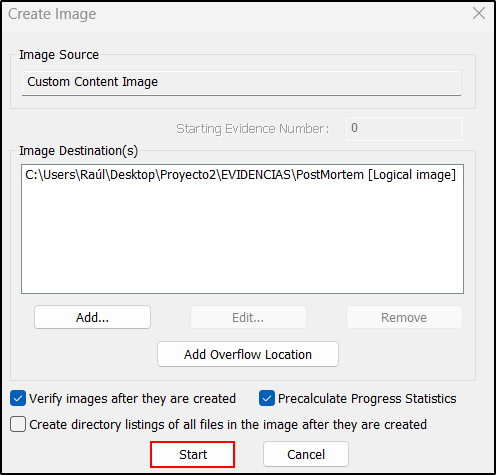 Create Image
Image Source
Custom Content Image
Starting Evidence Number: 0
Image Destination(s)
C:\Users\Raúl\Desktop\Proyecto2\EVIDENCIAS\PostMortem [Logical image]
Add... Edit... Remove
Add Overflow Location
Verify images after they are created Precalculate Progress Statistics
Create directory listings of all files in the image after they are created
Start Cancel